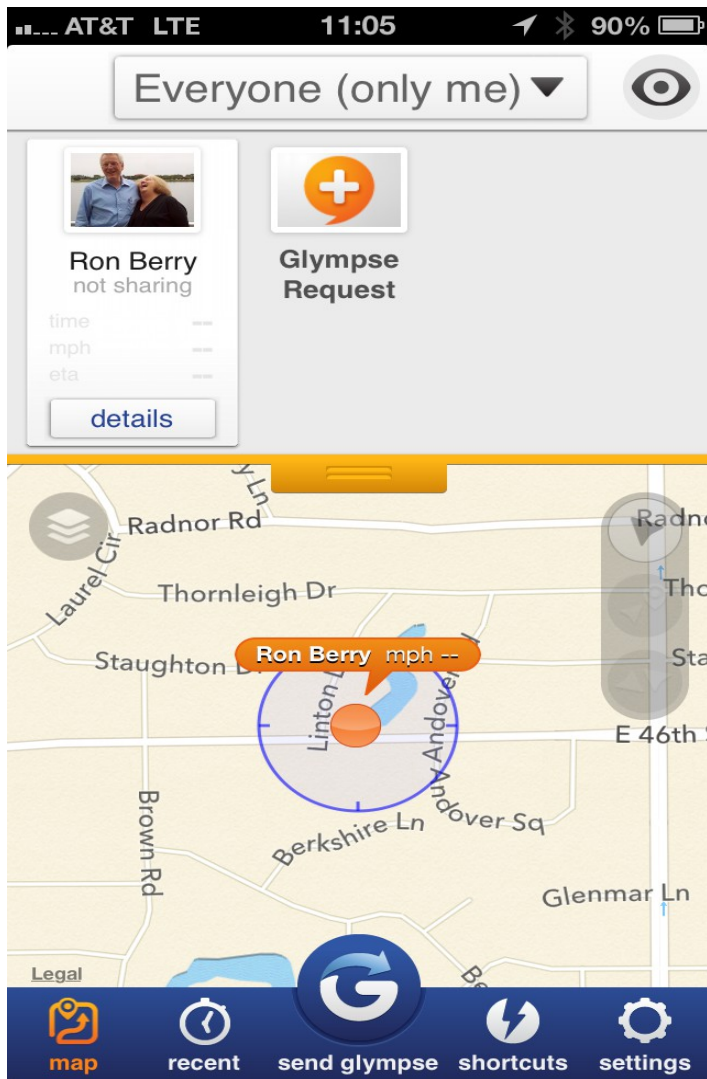 AT&T LTE 11:05 90%
Everyone (only me)
Ron Berry
not sharing
time --
mph --
eta --
details
Glympse
Request
Radnor Rd
Laurel Cir
Thornleigh Dr
Staughton
Ron Berry mph --
Linton
E 46th
Brown Rd
Berkshire Ln
Andover Sq
Glenmar Ln
Legal
map
recent
send glympse
shortcuts
settings